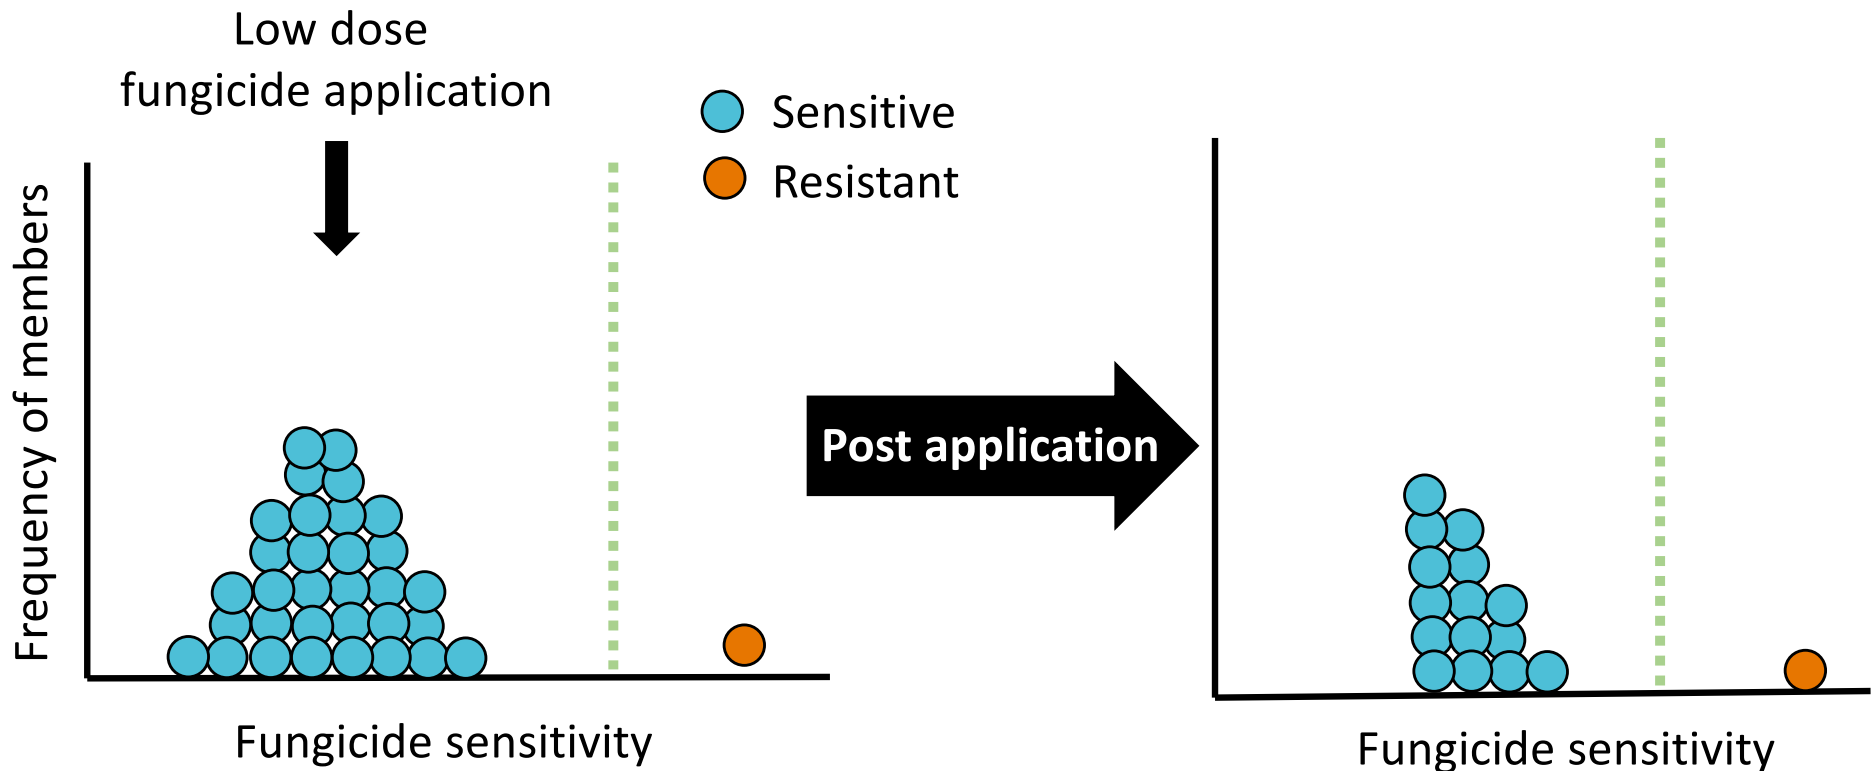 Low dose
fungicide application
Sensitive
Resistant
Frequency of members
Post application
Fungicide sensitivity
Fungicide sensitivity